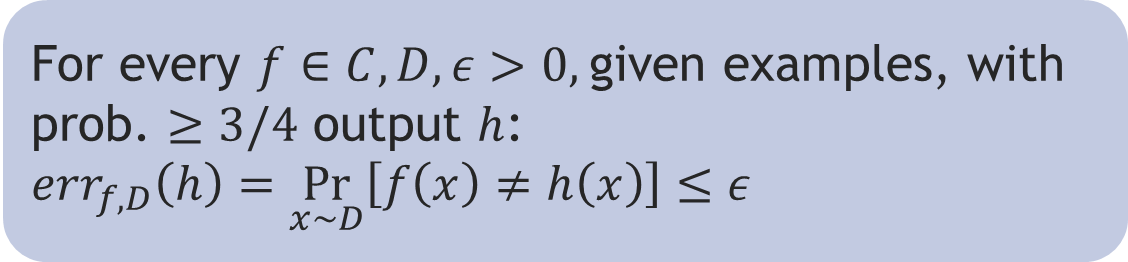 For every f ∈ C, D, ϵ > 0, given examples, with
prob. ≥ 3/4 output h:
err_{f,D}(h) = Pr_{x~D}[f(x) ≠ h(x)] ≤ ϵ